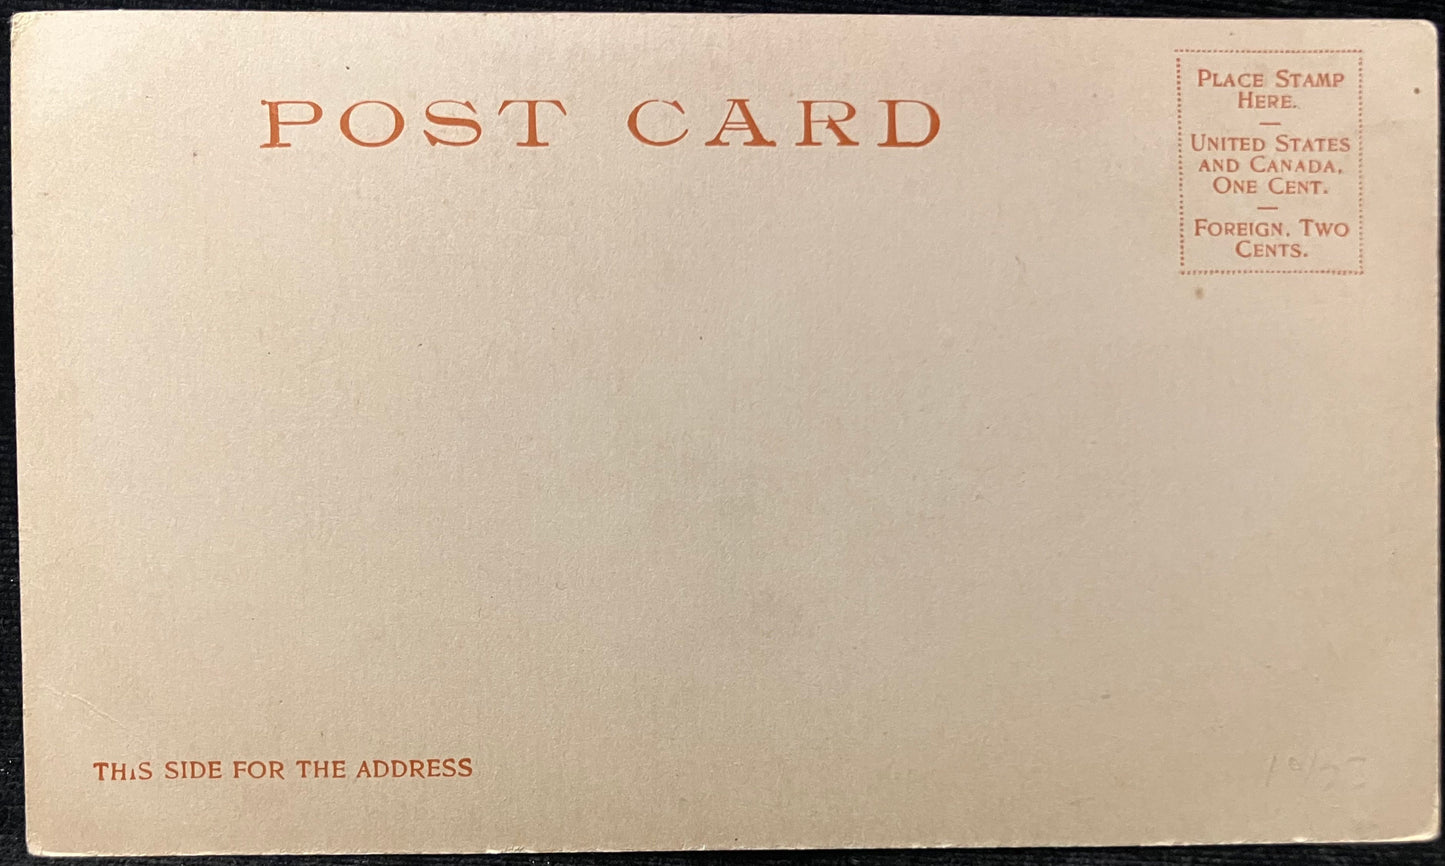 POST CARD
PLACE STAMP
HERE.
UNITED STATES
AND CANADA,
ONE CENT.
FOREIGN, TWO
CENTS.
THIS SIDE FOR THE ADDRESS